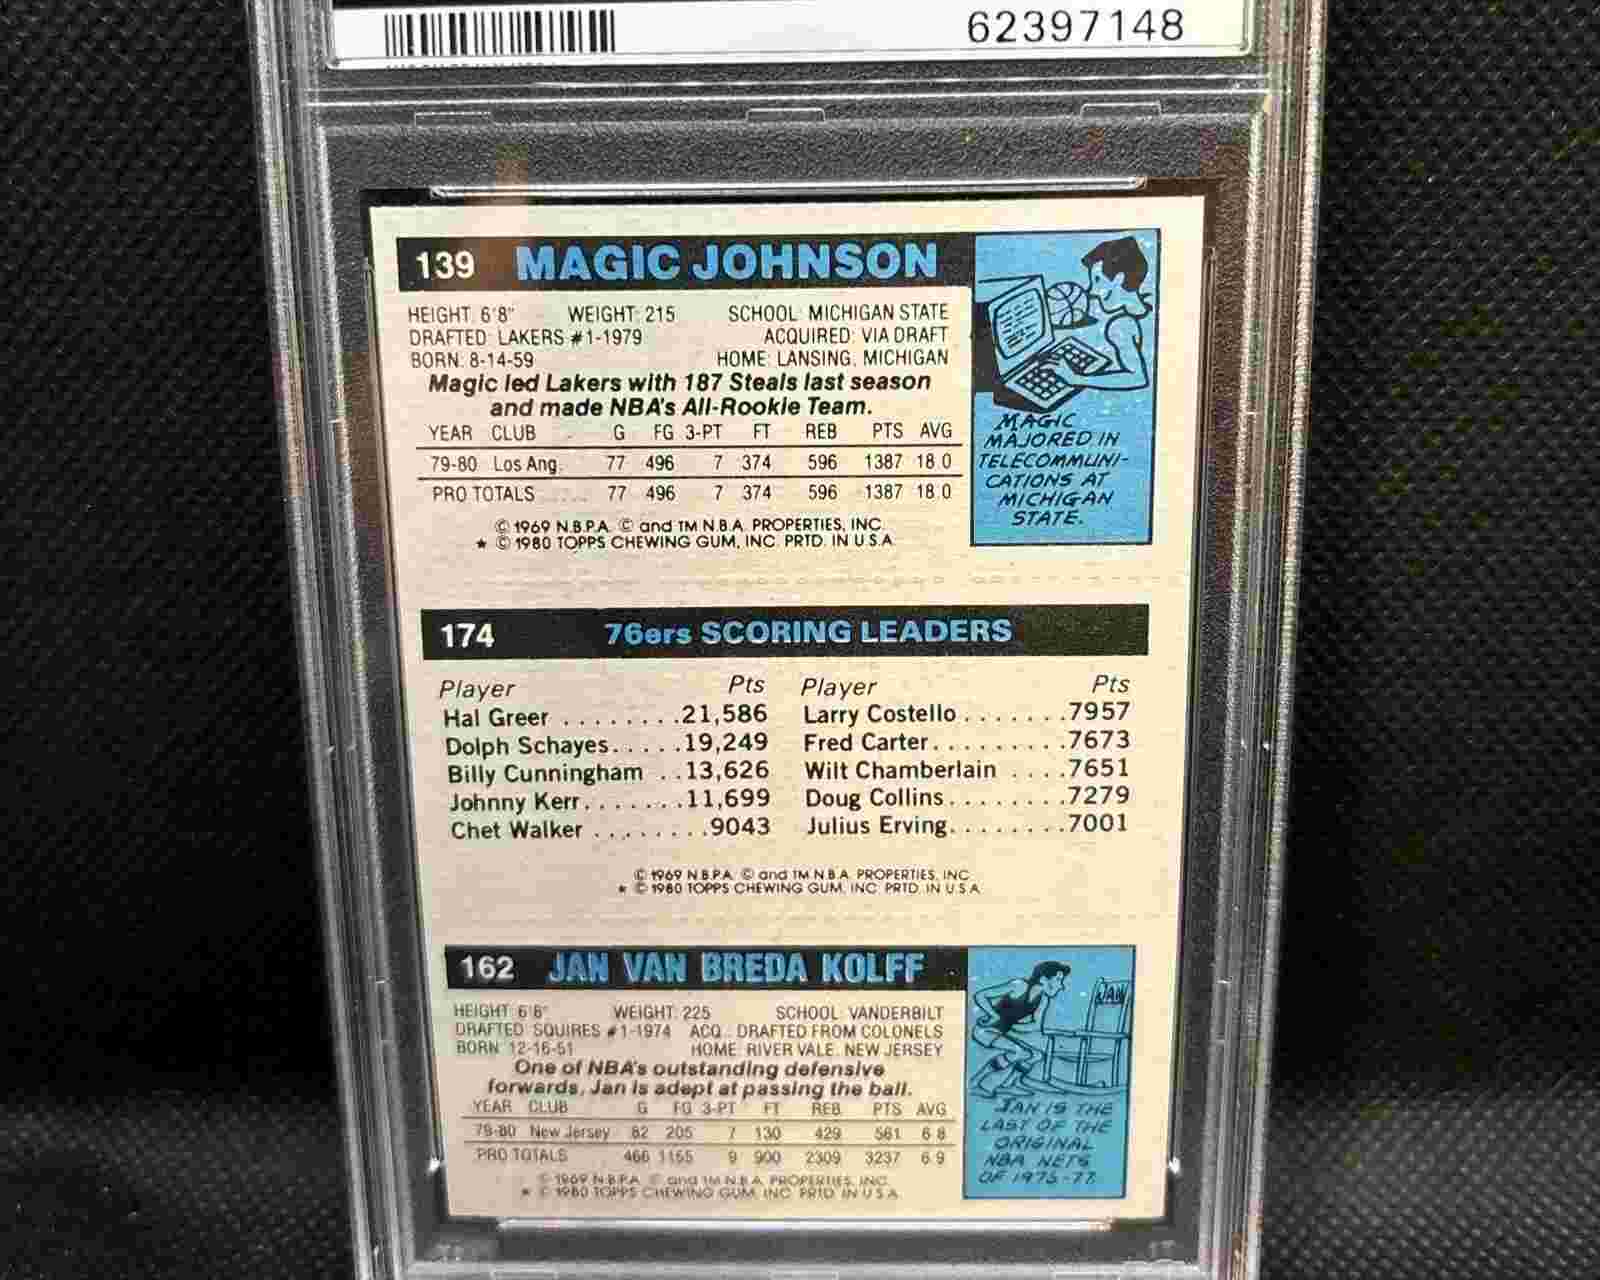 62397148
139 MAGIC JOHNSON
HEIGHT: 6'8" WEIGHT: 215 SCHOOL: MICHIGAN STATE
DRAFTED: LAKERS #1-1979 ACQUIRED: VIA DRAFT
BORN: 8-14-59 HOME: LANSING, MICHIGAN
Magic led Lakers with 187 Steals last season
and made NBA's All-Rookie Team.
YEAR CLUB G FG 3-PT FT REB PTS AVG
79-80 Los Ang. 77 496 7 374 596 1387 18.0
PRO TOTALS 77 496 7 374 596 1387 18.0
© 1969 N.B.P.A. © and TM N.B.A. PROPERTIES, INC.
★ © 1980 TOPPS CHEWING GUM, INC. PRTD. IN U.S.A.
MAGIC
MAJORED IN
TELECOMMUNI-
CATIONS AT
MICHIGAN
STATE.
174 76ers SCORING LEADERS
Player Pts Player Pts
Hal Greer ........21,586 Larry Costello.......7957
Dolph Schayes.....19,249 Fred Carter.........7673
Billy Cunningham ..13,626 Wilt Chamberlain ....7651
Johnny Kerr.......11,699 Doug Collins........7279
Chet Walker ........9043 Julius Erving........7001
© 1969 N.B.P.A. © and TM N.B.A. PROPERTIES, INC.
★ © 1980 TOPPS CHEWING GUM, INC. PRTD. IN U.S.A.
162 JAN VAN BREDA KOLFF
HEIGHT: 6'8" WEIGHT: 225 SCHOOL: VANDERBILT
DRAFTED: SQUIRES #1-1974 ACQ.: DRAFTED FROM COLONELS
BORN: 12-16-51 HOME: RIVER VALE, NEW JERSEY
One of NBA's outstanding defensive
forwards, Jan is adept at passing the ball.
YEAR CLUB G FG 3-PT FT REB PTS AVG
79-80 New Jersey 82 205 7 130 429 561 6.8
PRO TOTALS 466 1155 9 900 2309 3237 6.9
© 1969 N.B.P.A. © and TM N.B.A. PROPERTIES, INC.
★ © 1980 TOPPS CHEWING GUM, INC. PRTD. IN U.S.A.
JAN
JAN IS THE
LAST OF THE
ORIGINAL
NBA NETS
OF 1975-77.